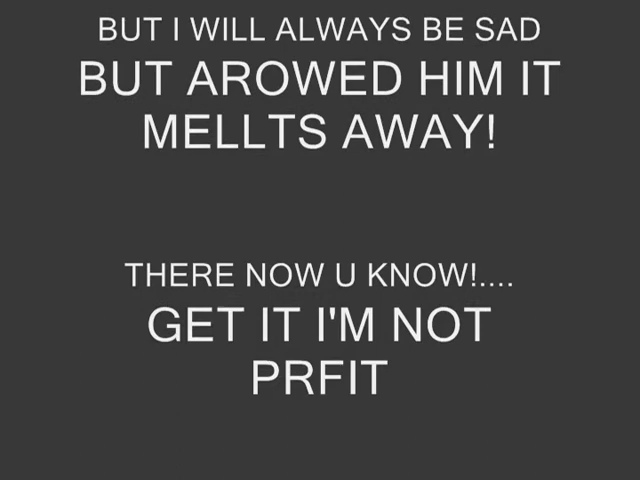 BUT I WILL ALWAYS BE SAD
BUT AROWED HIM IT
MELLTS AWAY!
THERE NOW U KNOW!....
GET IT I'M NOT
PRFIT